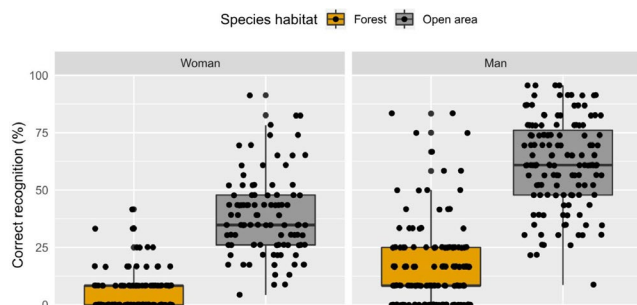 Species habitat Forest Open area
Woman Man
100
75
50
25
0
Correct recognition (%)